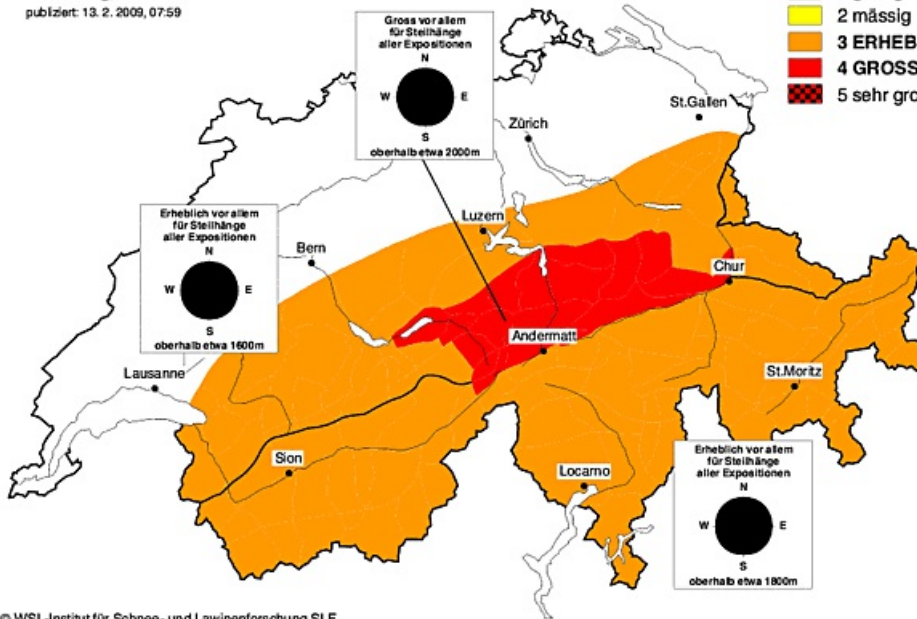 publiziert: 13. 2. 2009, 07:59
2 mässig
3 ERHEB
4 GROSS
5 sehr gro
Gross vor allem
für Steilhänge
aller Expositionen
N
W E
S
oberhalb etwa 2000m
St.Gallen
Zürich
Luzern
Erheblich vor allem
für Steilhänge
aller Expositionen
N
W E
S
oberhalb etwa 1600m
Bern
Chur
Andermatt
Lausanne
St.Moritz
Sion
Locarno
Erheblich vor allem
für Steilhänge
aller Expositionen
N
W E
S
oberhalb etwa 1800m
© WSL-Institut für Schnee- und Lawinenforschung SLF